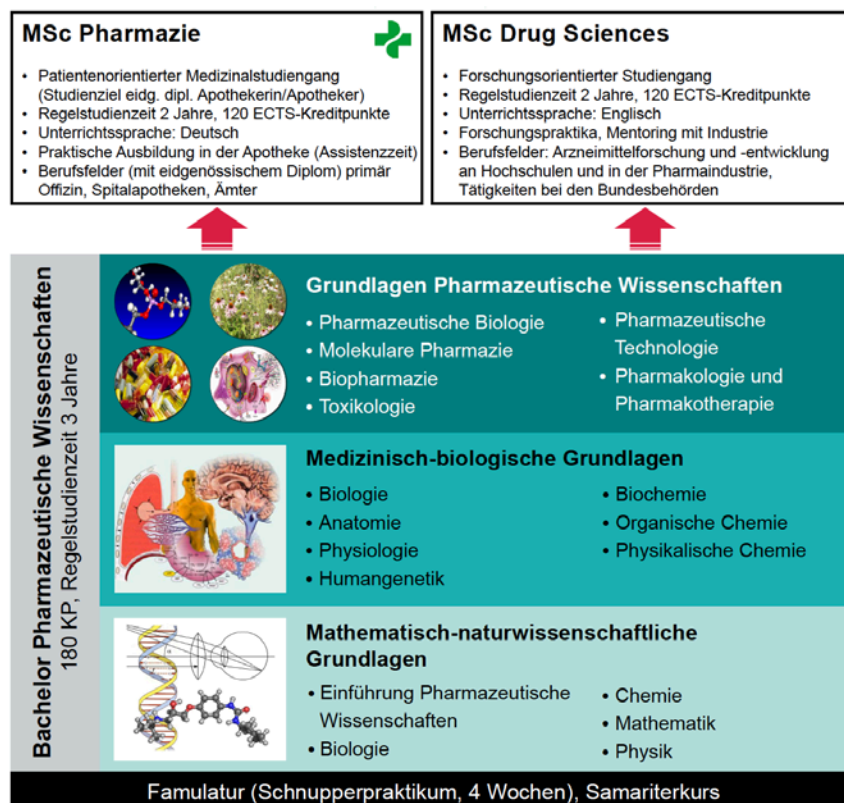 MSc Pharmazie
• Patientenorientierter Medizinalstudiengang
(Studienziel eidg. dipl. Apothekerin/Apotheker)
• Regelstudienzeit 2 Jahre, 120 ECTS-Kreditpunkte
• Unterrichtssprache: Deutsch
• Praktische Ausbildung in der Apotheke (Assistenzzeit)
• Berufsfelder (mit eidgenössischem Diplom) primär
Offizin, Spitalapotheken, Ämter
MSc Drug Sciences
• Forschungsorientierter Studiengang
• Regelstudienzeit 2 Jahre, 120 ECTS-Kreditpunkte
• Unterrichtssprache: Englisch
• Forschungspraktika, Mentoring mit Industrie
• Berufsfelder: Arzneimittelforschung und -entwicklung
an Hochschulen und in der Pharmaindustrie,
Tätigkeiten bei den Bundesbehörden
Bachelor Pharmazeutische Wissenschaften
180 KP, Regelstudienzeit 3 Jahre
Grundlagen Pharmazeutische Wissenschaften
• Pharmazeutische Biologie
• Molekulare Pharmazie
• Biopharmazie
• Toxikologie
• Pharmazeutische
Technologie
• Pharmakologie und
Pharmakotherapie
Medizinisch-biologische Grundlagen
• Biologie
• Anatomie
• Physiologie
• Humangenetik
• Biochemie
• Organische Chemie
• Physikalische Chemie
Mathematisch-naturwissenschaftliche
Grundlagen
• Einführung Pharmazeutische
Wissenschaften
• Biologie
• Chemie
• Mathematik
• Physik
Famulatur (Schnupperpraktikum, 4 Wochen), Samariterkurs